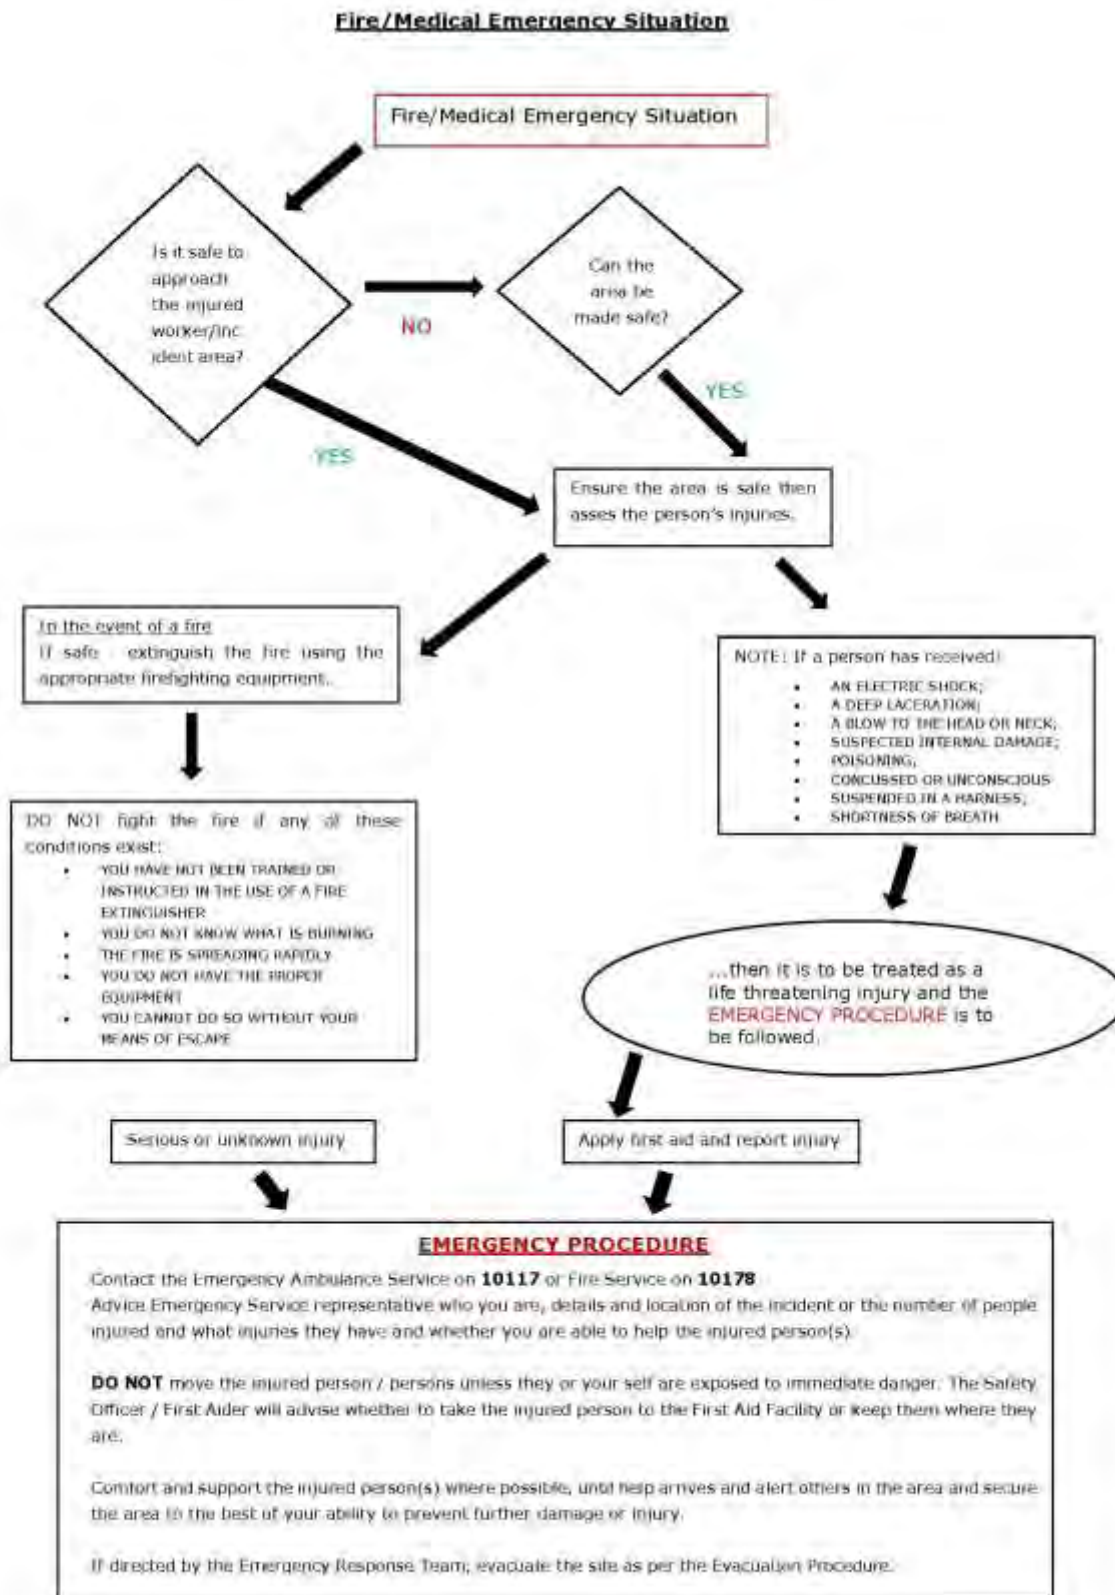 Fire/Medical Emergency Situation
Fire/Medical Emergency Situation
Is it safe to
approach
the injured
worker/inc
ident area?
NO
Can the
area be
made safe?
YES
YES
Ensure the area is safe then
asses the person's injuries.
In the event of a fire
If safe extinguish the fire using the
appropriate firefighting equipment.
DO NOT fight the fire if any of these
conditions exist:
• YOU HAVE NOT BEEN TRAINED OR
INSTRUCTED IN THE USE OF A FIRE
EXTINGUISHER
• YOU DO NOT KNOW WHAT IS BURNING
• THE FIRE IS SPREADING RAPIDLY
• YOU DO NOT HAVE THE PROPER
EQUIPMENT
• YOU CANNOT DO SO WITHOUT YOUR
MEANS OF ESCAPE
NOTE: If a person has received:
• AN ELECTRIC SHOCK;
• A DEEP LACERATION;
• A BLOW TO THE HEAD OR NECK;
• SUSPECTED INTERNAL DAMAGE;
• POISONING;
• CONCUSSED OR UNCONSCIOUS
• SUSPENDED IN A HARNESS;
• SHORTNESS OF BREATH
...then it is to be treated as a
life threatening injury and the
EMERGENCY PROCEDURE is to
be followed.
Serious or unknown injury
Apply first aid and report injury
EMERGENCY PROCEDURE
Contact the Emergency Ambulance Service on 10117 or Fire Service on 10178
Advice Emergency Service representative who you are, details and location of the incident or the number of people
injured and what injuries they have and whether you are able to help the injured person(s).
DO NOT move the injured person / persons unless they or your self are exposed to immediate danger. The Safety
Officer / First Aider will advise whether to take the injured person to the First Aid Facility or keep them where they
are.
Comfort and support the injured person(s) where possible, until help arrives and alert others in the area and secure
the area to the best of your ability to prevent further damage or injury.
If directed by the Emergency Response Team; evacuate the site as per the Evacuation Procedure.